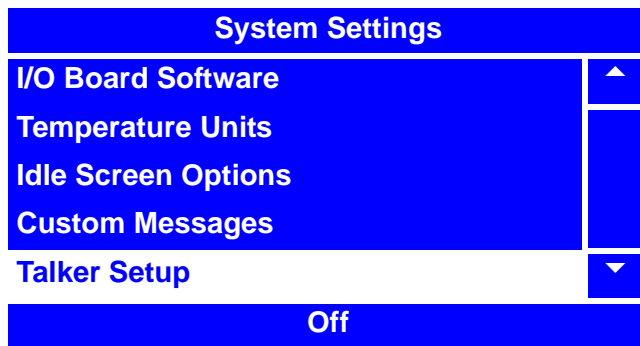 System Settings
I/O Board Software
Temperature Units
Idle Screen Options
Custom Messages
Talker Setup
Off